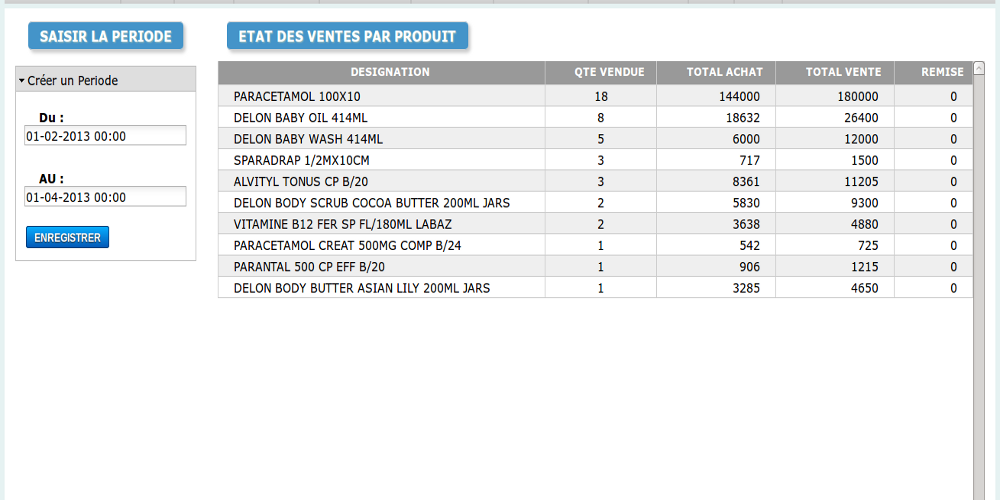 SAISIR LA PERIODE
ETAT DES VENTES PAR PRODUIT
Créer un Periode
Du :
01-02-2013 00:00
AU :
01-04-2013 00:00
ENREGISTRER
DESIGNATION QTE VENDUE TOTAL ACHAT TOTAL VENTE REMISE
PARACETAMOL 100X10 18 144000 180000 0
DELON BABY OIL 414ML 8 18632 26400 0
DELON BABY WASH 414ML 5 6000 12000 0
SPARADRAP 1/2MX10CM 3 717 1500 0
ALVITYL TONUS CP B/20 3 8361 11205 0
DELON BODY SCRUB COCOA BUTTER 200ML JARS 2 5830 9300 0
VITAMINE B12 FER SP FL/180ML LABAZ 2 3638 4880 0
PARACETAMOL CREAT 500MG COMP B/24 1 542 725 0
PARANTAL 500 CP EFF B/20 1 906 1215 0
DELON BODY BUTTER ASIAN LILY 200ML JARS 1 3285 4650 0